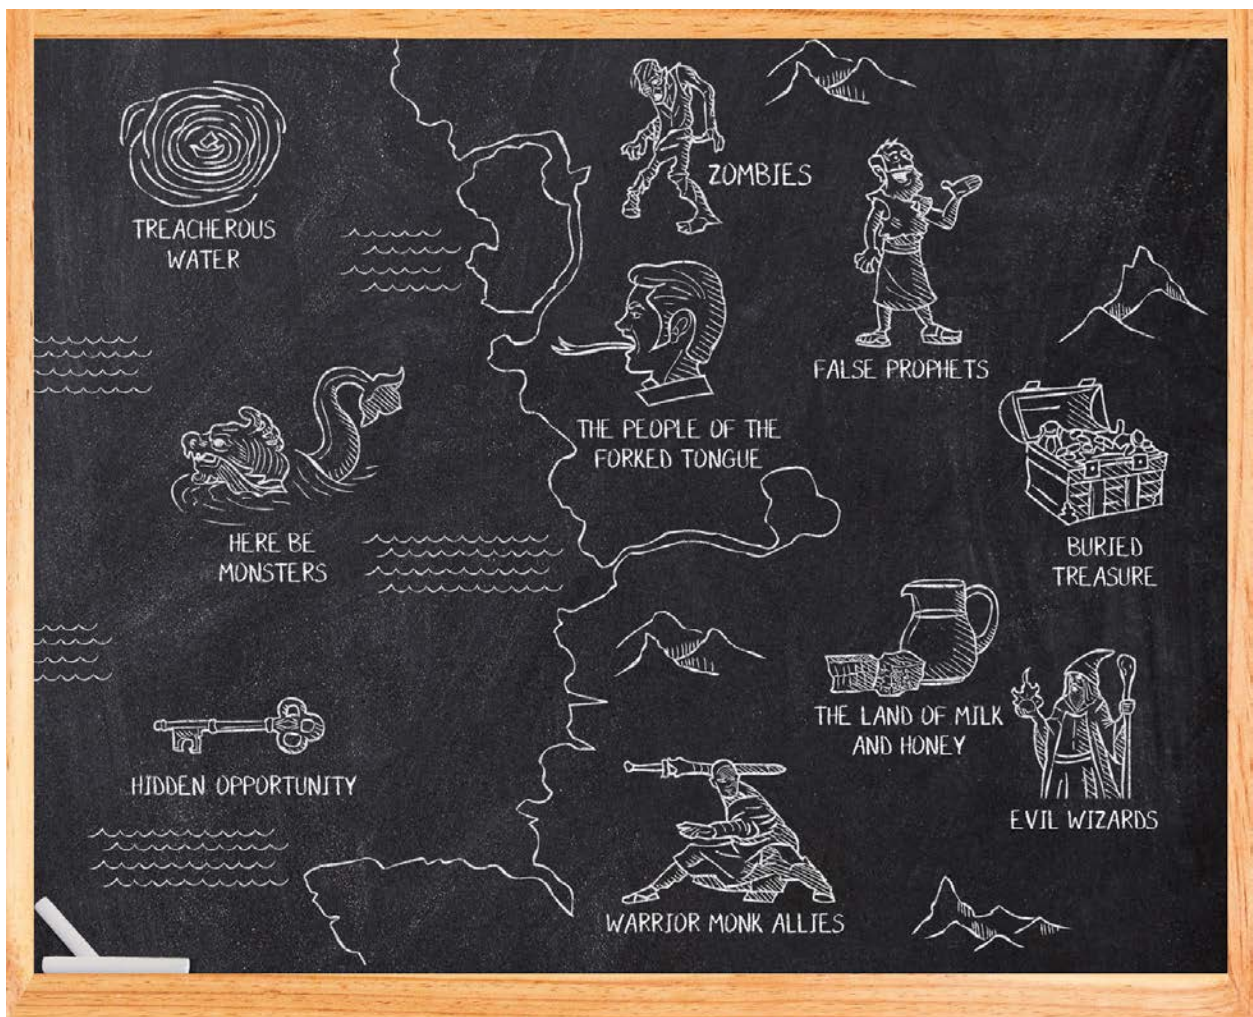 TREACHEROUS
WATER
ZOMBIES
FALSE PROPHETS
THE PEOPLE OF THE
FORKED TONGUE
HERE BE
MONSTERS
BURIED
TREASURE
THE LAND OF MILK
AND HONEY
HIDDEN OPPORTUNITY
EVIL WIZARDS
WARRIOR MONK ALLIES